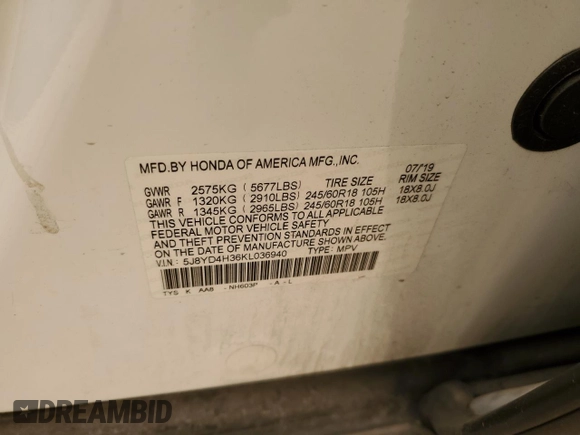 MFD.BY HONDA OF AMERICA MFG.,INC. 07/'19
GVWR 2575KG ( 5677LBS) TIRE SIZE RIM SIZE
GAWR F 1320KG ( 2910LBS) 245/60R18 105H 18X8.0J
GAWR R 1345KG ( 2965LBS) 245/60R18 105H 18X8.0J
THIS VEHICLE CONFORMS TO ALL APPLICABLE
FEDERAL MOTOR VEHICLE SAFETY, BUMPER,
AND THEFT PREVENTION STANDARDS IN EFFECT
ON THE DATE OF MANUFACTURE SHOWN ABOVE.
V.I.N.: 5J8YD4H36KL036940 TYPE: MPV
TYS K AA8 - NH603P - A - L
DREAMBID